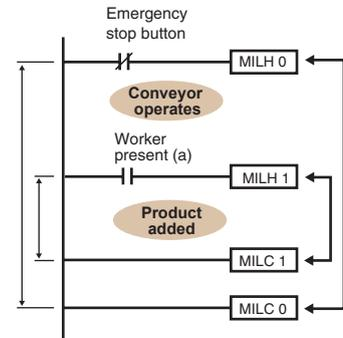 Emergency
stop button
MILH 0
Conveyor
operates
Worker
present (a)
MILH 1
Product
added
MILC 1
MILC 0